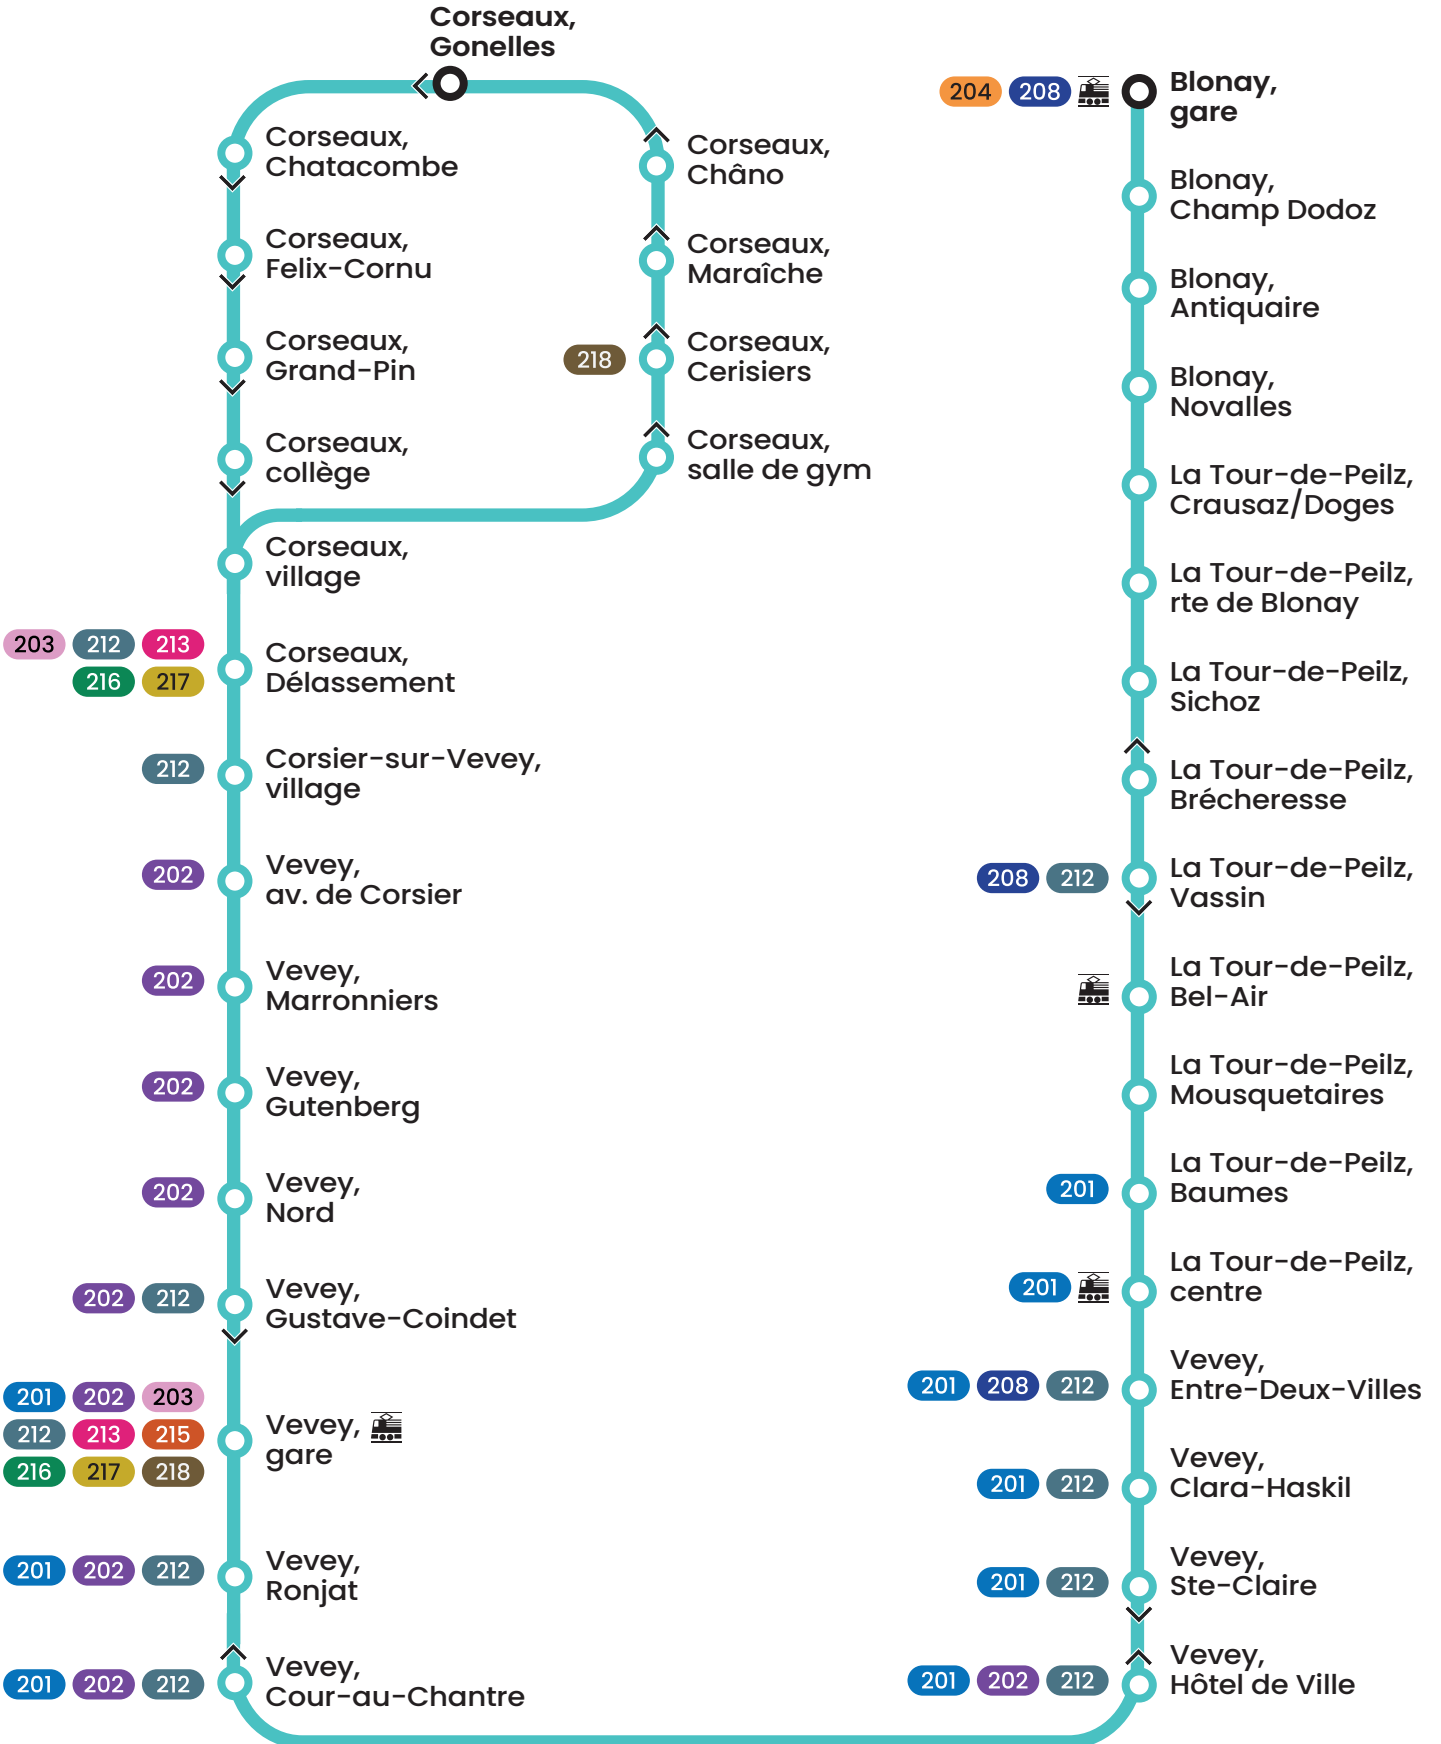 Corseaux,
Gonelles
Corseaux,
Chatacombe
Corseaux,
Felix-Cornu
Corseaux,
Grand-Pin
Corseaux,
collège
Corseaux,
Châno
Corseaux,
Maraîche
218
Corseaux,
Cerisiers
Corseaux,
salle de gym
Corseaux,
village
203 212 213
216 217
Corseaux,
Délassement
212
Corsier-sur-Vevey,
village
202
Vevey,
av. de Corsier
202
Vevey,
Marronniers
202
Vevey,
Gutenberg
202
Vevey,
Nord
202 212
Vevey,
Gustave-Coindet
201 202 203
212 213 215
216 217 218
Vevey,
gare
201 202 212
Vevey,
Ronjat
201 202 212
Vevey,
Cour-au-Chantre
204 208
Blonay,
gare
Blonay,
Champ Dodoz
Blonay,
Antiquaire
Blonay,
Novalles
La Tour-de-Peilz,
Crausaz/Doges
La Tour-de-Peilz,
rte de Blonay
La Tour-de-Peilz,
Sichoz
La Tour-de-Peilz,
Brécheresse
208 212
La Tour-de-Peilz,
Vassin
La Tour-de-Peilz,
Bel-Air
La Tour-de-Peilz,
Mousquetaires
201
La Tour-de-Peilz,
Baumes
201
La Tour-de-Peilz,
centre
201 208 212
Vevey,
Entre-Deux-Villes
201 212
Vevey,
Clara-Haskil
201 212
Vevey,
Ste-Claire
201 202 212
Vevey,
Hôtel de Ville